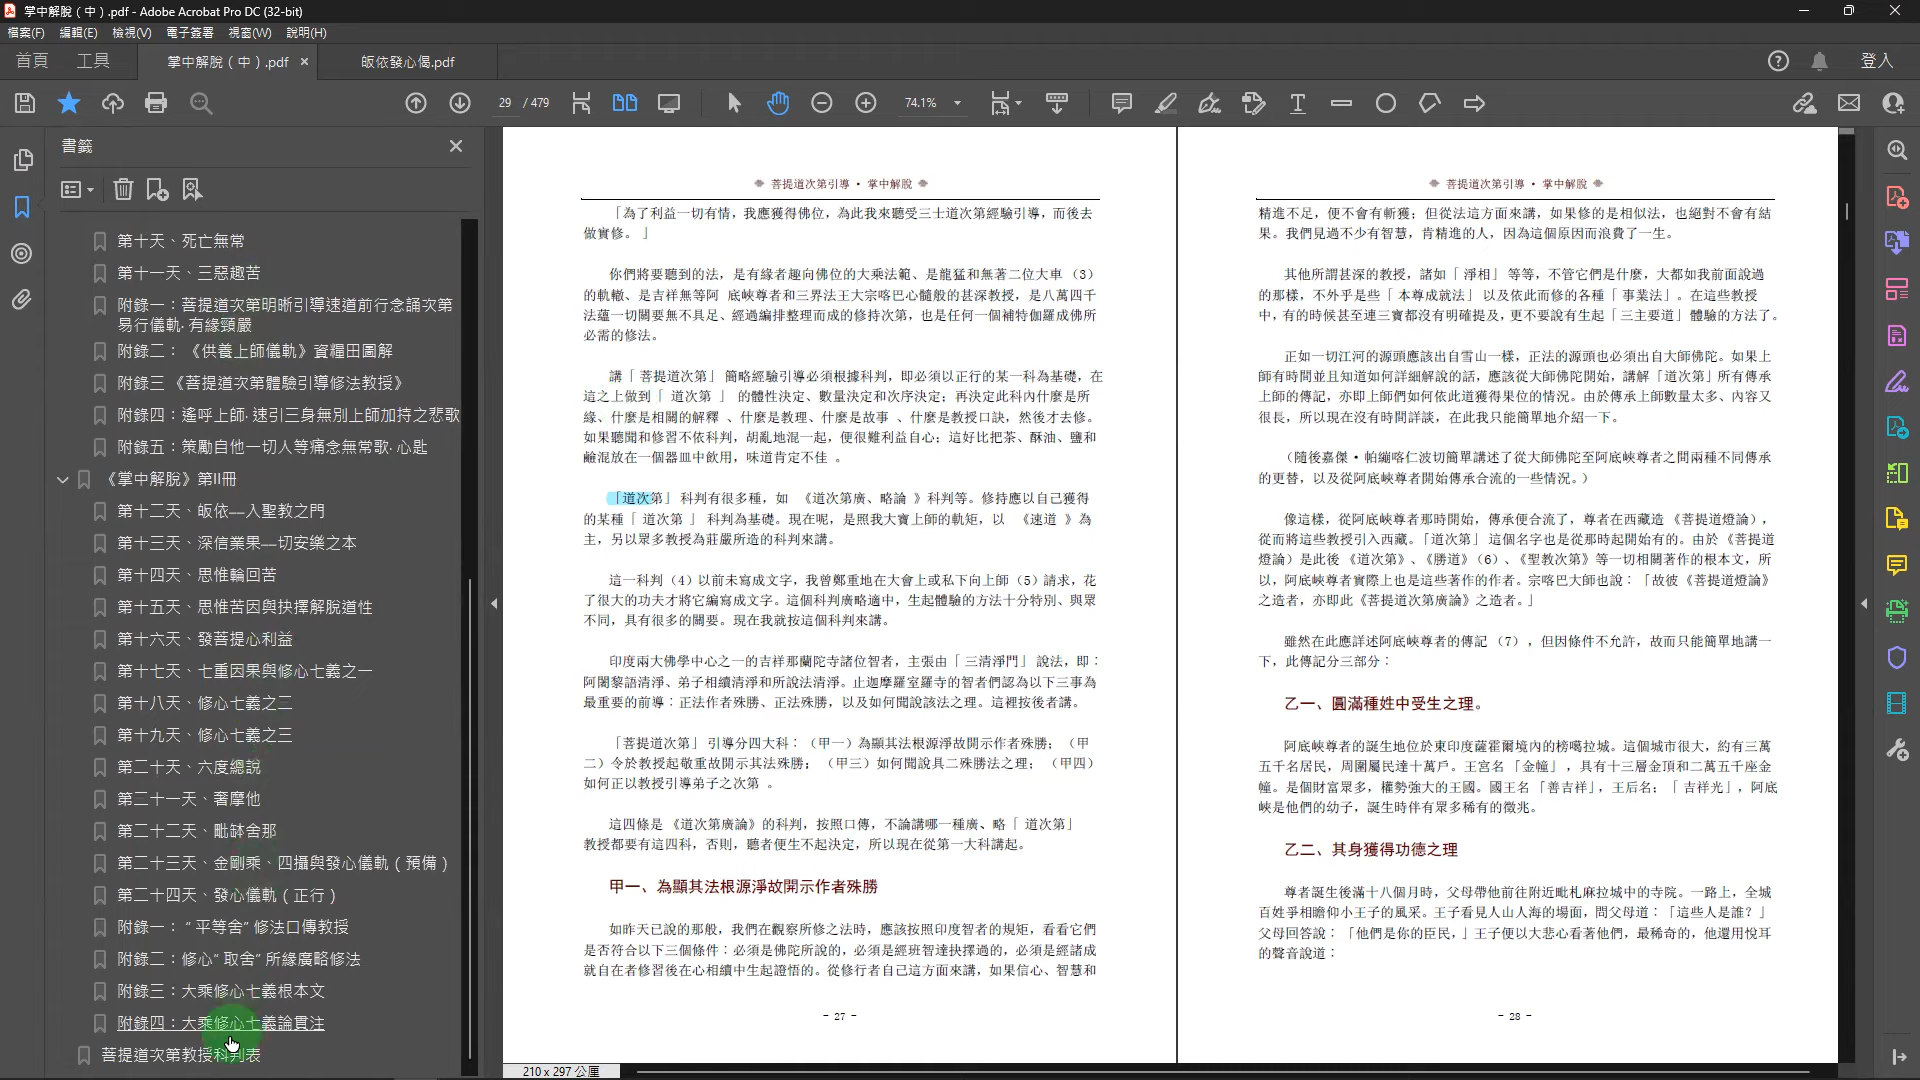 掌中解脫 ( 中 ) .pdf - Adobe Acrobat Pro DC (32-bit)
檔案(F) 編輯(E) 檢視(V) 電子簽署 視窗(W) 說明(H)
首頁 工具 掌中解脫 ( 中 ) .pdf 皈依發心偈.pdf 登入
29 / 479 74.1%
書籤
第十天、死亡無常
第十一天、三惡趣苦
附錄一：菩提道次第明晰引導速道前行念誦次第
易行儀軌·有緣頸嚴
附錄二：《供養上師儀軌》資糧田圖解
附錄三《菩提道次第體驗引導修法教授》
附錄四：遙呼上師·速引三身無別上師加持之悲歌
附錄五：策勵自他一切人等痛念無常歌·心匙
《掌中解脫》第II冊
第十二天、皈依—入聖教之門
第十三天、深信業果—切安樂之本
第十四天、思惟輪回苦
第十五天、思惟苦因與抉擇解脫道性
第十六天、發菩提心利益
第十七天、七重因果與修心七義之一
第十八天、修心七義之二
第十九天、修心七義之三
第二十天、六度總說
第二十一天、奢摩他
第二十二天、毗缽舍那
第二十三天、金剛乘、四攝與發心儀軌 ( 預備 )
第二十四天、發心儀軌 ( 正行 )
附錄一：“ 平等舍” 修法口傳教授
附錄二：修心“ 取舍” 所緣廣略修法
附錄三：大乘修心七義根本文
附錄四：大乘修心七義論貫注
菩提道次第教授科判表
菩提道次第引導 • 掌中解脫
「為了利益一切有情，我應獲得佛位，為此我來聽受三士道次第經驗引導，而後去
做實修。」
你們將要聽到的法，是有緣者趣向佛位的大乘法範、是龍猛和無著二位大車（3）
的軌轍、是吉祥無等阿 底峽尊者和三界法王大宗喀巴心髓般的甚深教授，是八萬四千
法蘊一切關要無不具足、經過編排整理而成的修持次第，也是任何一個補特伽羅成佛所
必需的修法。
講「 菩提道次第」 簡略經驗引導必須根據科判，即必須以正行的某一科為基礎，在
這之上做到「 道次第 」 的體性決定、數量決定和次序決定；再決定此科內什麼是所
緣、什麼是相關的解釋 、什麼是教理、什麼是故事 、什麼是教授口訣，然後才去修。
如果聽聞和修習不依科判，胡亂地混一起，便很難利益自心；這好比把茶、酥油、鹽和
鹼混放在一個器皿中飲用，味道肯定不佳 。
「道次第」 科判有很多種，如 《道次第廣、略論 》科判等。修持應以自己獲得
的某種「 道次第 」 科判為基礎。現在呢，是照我大寶上師的軌矩，以 《速道 》為
主，另以眾多教授為莊嚴所造的科判來講。
這一科判（4）以前未寫成文字，我曾鄭重地在大會上或私下向上師（5）請求，花
了很大的功夫才將它編寫成文字。這個科判廣略適中，生起體驗的方法十分特別、與眾
不同，具有很多的關要。現在我就按這個科判來講。
印度兩大佛學中心之一的吉祥那蘭陀寺諸位智者，主張由「 三清淨門」 說法，即：
阿闍黎語清淨、弟子相續清淨和所說法清淨。止迦摩羅室羅寺的智者們認為以下三事為
最重要的前導：正法作者殊勝、正法殊勝，以及如何聞說該法之理。這裡按後者講。
「菩提道次第」 引導分四大科：（甲一）為顯其法根源淨故開示作者殊勝；（甲
二）令於教授起敬重故開示其法殊勝；（甲三）如何聞說具二殊勝法之理；（甲四）
如何正以教授引導弟子之次第 。
這四條是 《道次第廣論》的科判，按照口傳，不論講哪一種廣、略「 道次第」
教授都要有這四科，否則，聽者便生不起決定，所以現在從第一大科講起。
甲一、為顯其法根源淨故開示作者殊勝
如昨天已說的那般，我們在觀察所修之法時，應該按照印度智者的規矩，看看它們
是否符合以下三個條件：必須是佛陀所說的，必須是經班智達抉擇過的，必須是經諸成
就自在者修習後在心相續中生起證悟的。從修行者自己這方面來講，如果信心、智慧和
- 27 -
菩提道次第引導 • 掌中解脫
精進不足，便不會有斬獲；但從法這方面來講，如果修的是相似法，也絕對不會有結
果。我們見過不少有智慧，肯精進的人，因為這個原因而浪費了一生。
其他所謂甚深的教授，諸如「 淨相」 等等，不管它們是什麼，大都如我前面說過
的那樣，不外乎是些「 本尊成就法」 以及依此而修的各種「 事業法」。在這些教授
中，有的時候甚至連三寶都沒有明確提及，更不要說有生起「 三主要道」 體驗的方法了。
正如一切江河的源頭應該出自雪山一樣，正法的源頭也必須出自大師佛陀。如果上
師有時間並且知道如何詳細解說的話，應該從大師佛陀開始，講解「道次第」所有傳承
上師的傳記，亦即上師們如何依此道獲得果位的情況。由於傳承上師數量太多、內容又
很長，所以現在沒有時間詳談，在此我只能簡單地介紹一下。
（隨後嘉傑 • 帕繃喀仁波切簡單講述了從大師佛陀至阿底峽尊者之間兩種不同傳承
的更替，以及從阿底峽尊者開始傳承合流的一些情況。）
像這樣，從阿底峽尊者那時開始，傳承便合流了，尊者在西藏造 《菩提道燈論》，
從而將這些教授引入西藏。「道次第」 這個名字也是從那時起開始有的。由於 《菩提道
燈論》是此後 《道次第》、《勝道》（6）、《聖教次第》等一切相關著作的根本文，所
以，阿底峽尊者實際上也是這些著作的作者。宗喀巴大師也說：「故彼《菩提道燈論》
之造者，亦即此《菩提道次第廣論》之造者。」
雖然在此應詳述阿底峽尊者的傳記 （7），但因條件不允許，故而只能簡單地講一
下，此傳記分三部分：
乙一、圓滿種姓中受生之理。
阿底峽尊者的誕生地位於東印度薩霍爾境內的榜噶拉城。這個城市很大，約有三萬
五千名居民，周圍屬民達十萬戶。王宮名 「金幢」，具有十三層金頂和二萬五千座金
幢。是個財富眾多，權勢強大的王國。國王名 「善吉祥」，王后名；「 吉祥光」，阿底
峽是他們的幼子，誕生時伴有眾多稀有的徵兆。
乙二、其身獲得功德之理
尊者誕生後滿十八個月時，父母帶他前往附近毗札麻拉城中的寺院。一路上，全城
百姓爭相瞻仰小王子的風采。王子看見人山人海的場面，問父母道：「這些人是誰？」
父母回答說：「他們是你的臣民，」王子便以大悲心看著他們，最稀奇的，他還用悅耳
的聲音說道：
- 28 -
210 x 297 公厘